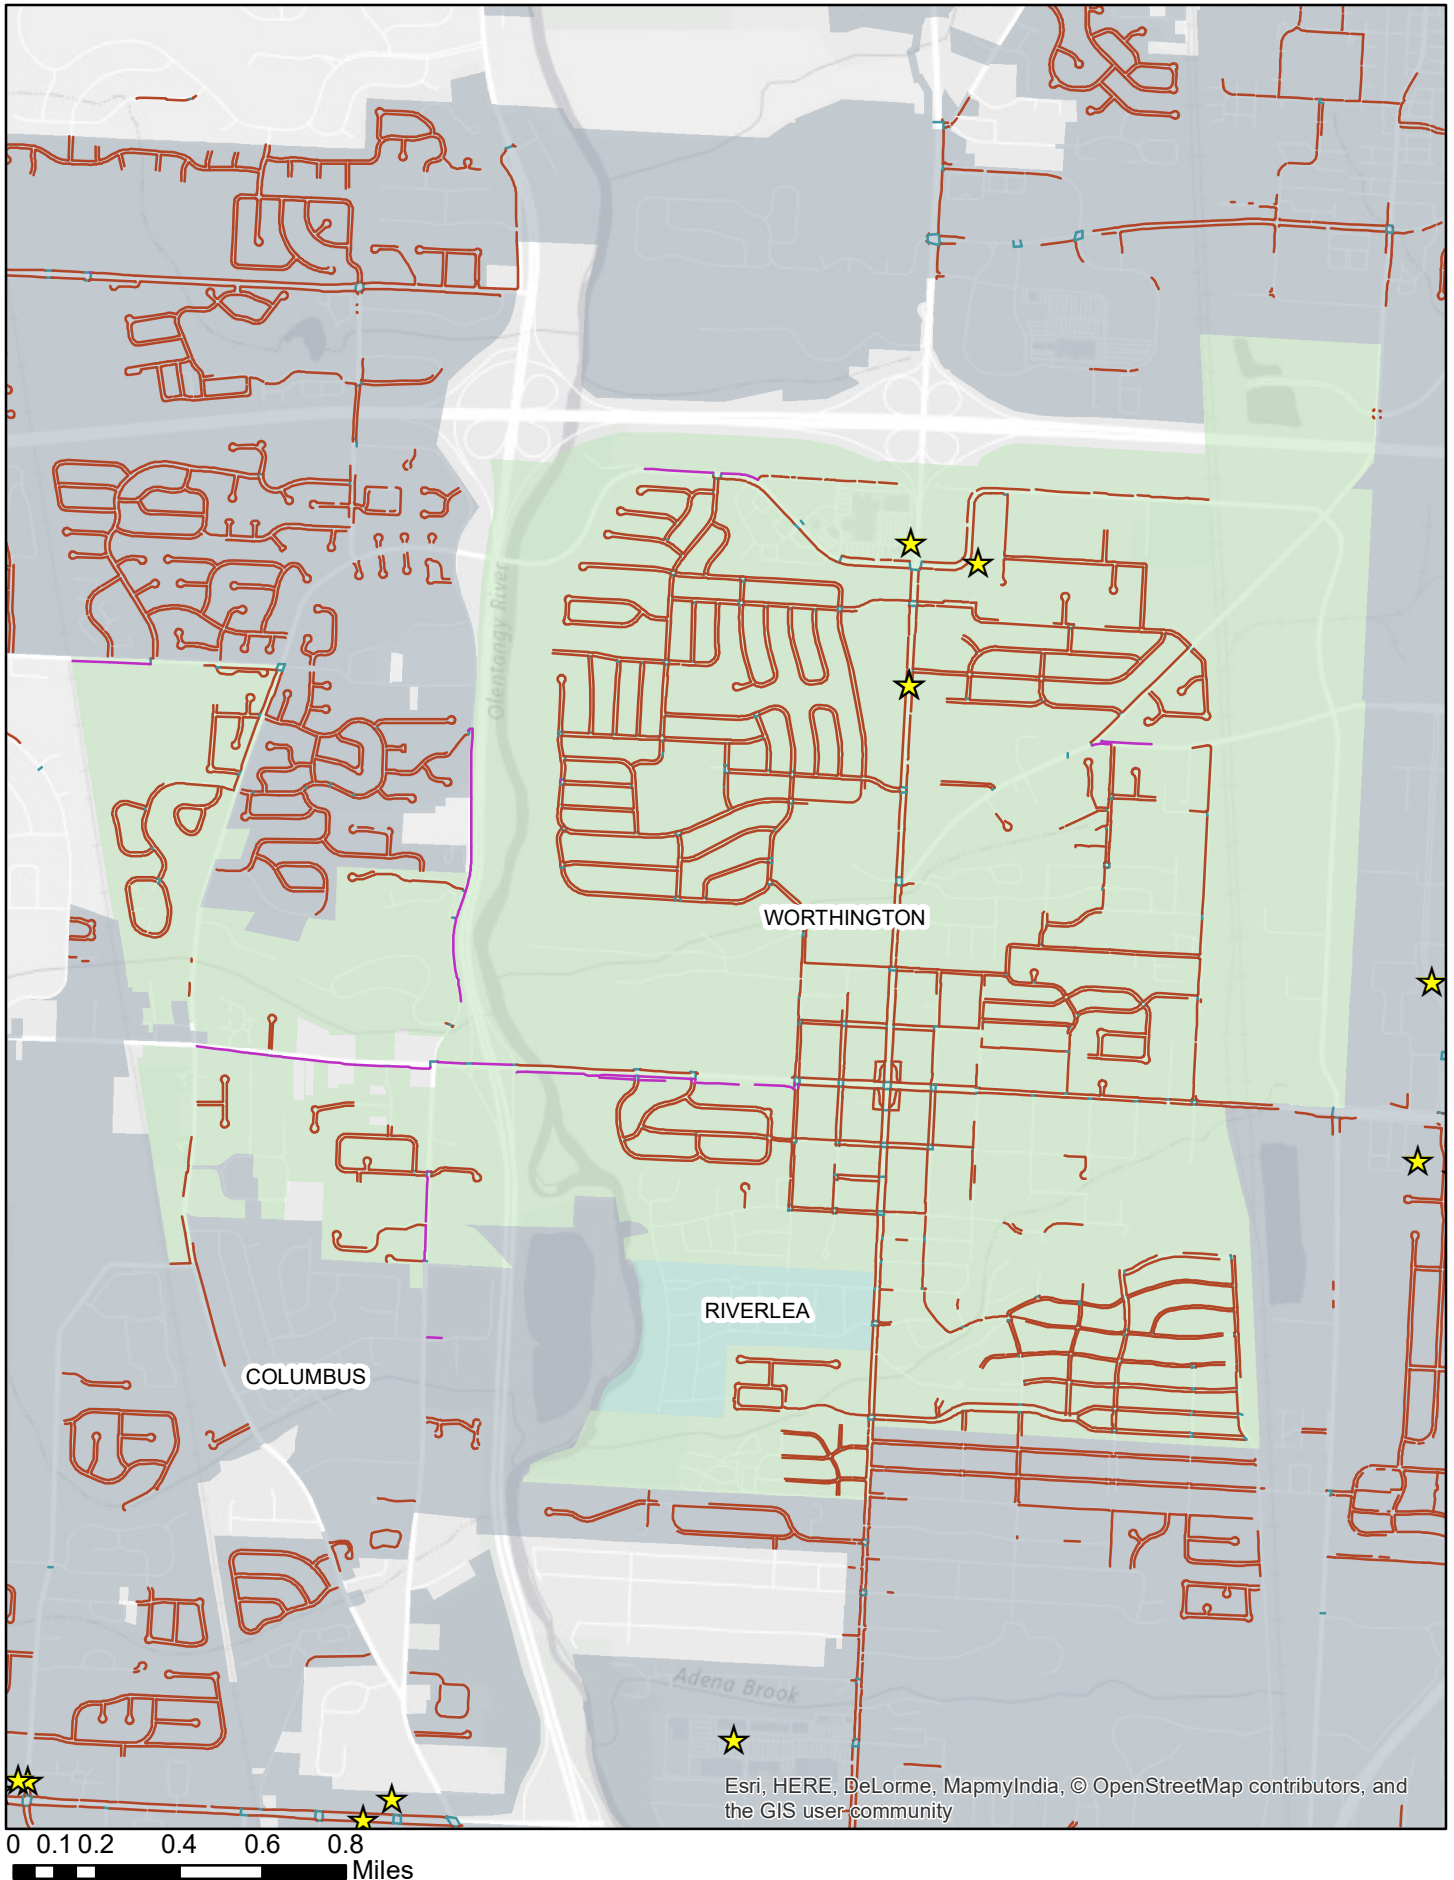 Olentangy River
WORTHINGTON
RIVERLEA
COLUMBUS
Adena Brook
Esri, HERE, DeLorme, MapmyIndia, © OpenStreetMap contributors, and
the GIS user community
0 0.1 0.2 0.4 0.6 0.8
Miles